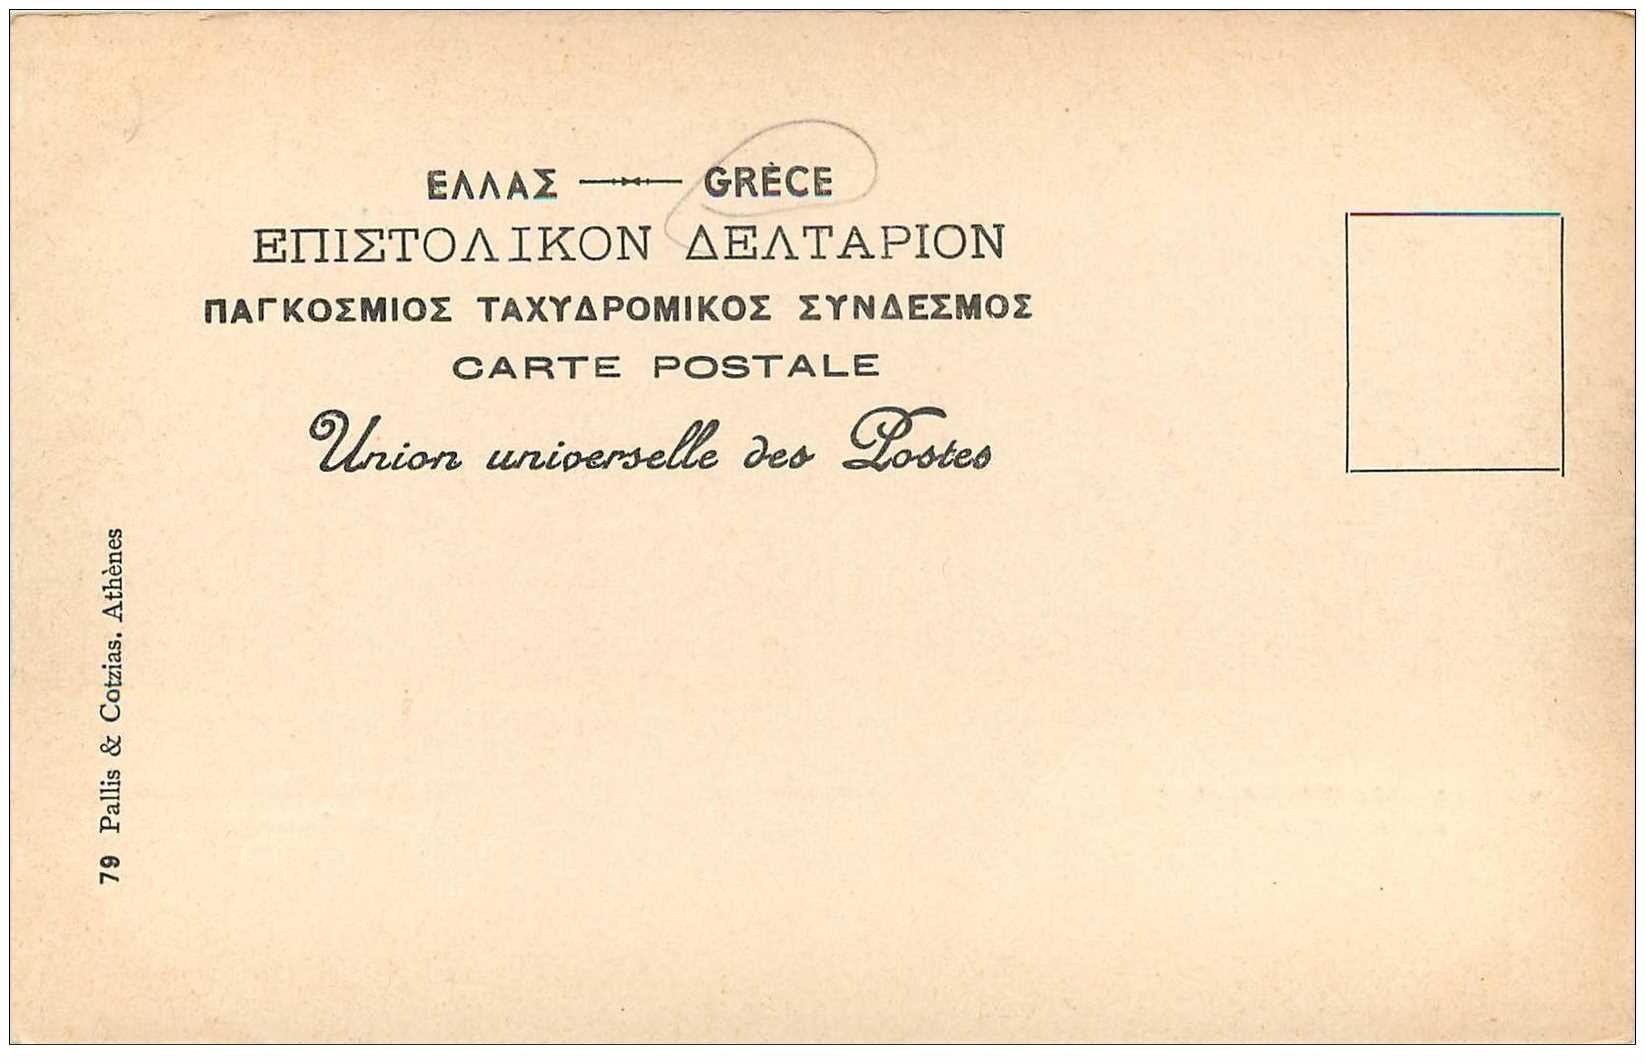 ΕΛΛΑΣ — GRÈCE
ΕΠΙΣΤΟΛΙΚΟΝ ΔΕΛΤΑΡΙΟΝ
ΠΑΓΚΟΣΜΙΟΣ ΤΑΧΥΔΡΟΜΙΚΟΣ ΣΥΝΔΕΣΜΟΣ
CARTE POSTALE
Union universelle des Postes
79 Pallis & Cotzias. Athènes